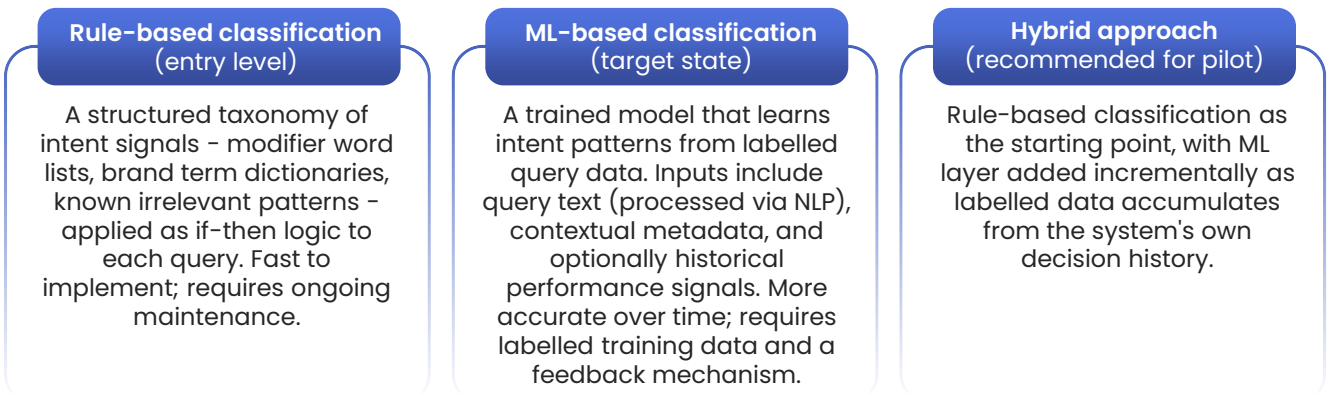 Rule-based classification
(entry level)
A structured taxonomy of
intent signals - modifier word
lists, brand term dictionaries,
known irrelevant patterns -
applied as if-then logic to
each query. Fast to
implement; requires ongoing
maintenance.
ML-based classification
(target state)
A trained model that learns
intent patterns from labelled
query data. Inputs include
query text (processed via NLP),
contextual metadata, and
optionally historical
performance signals. More
accurate over time; requires
labelled training data and a
feedback mechanism.
Hybrid approach
(recommended for pilot)
Rule-based classification as
the starting point, with ML
layer added incrementally as
labelled data accumulates
from the system's own
decision history.